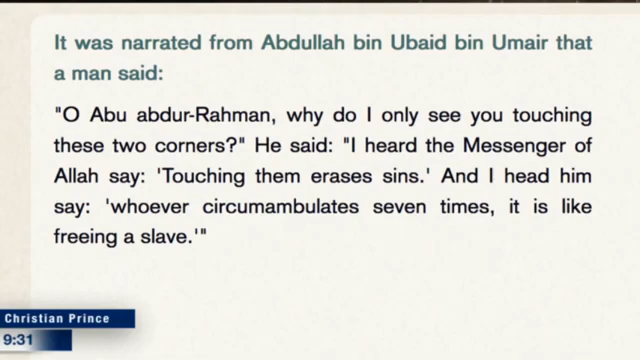 It was narrated from Abdullah bin Ubaid bin Umair that
a man said:
"O Abu abdur-Rahman, why do I only see you touching
these two corners?" He said: "I heard the Messenger of
Allah say: 'Touching them erases sins.' And I head him
say: 'whoever circumambulates seven times, it is like
freeing a slave.'"
Christian Prince
9:31